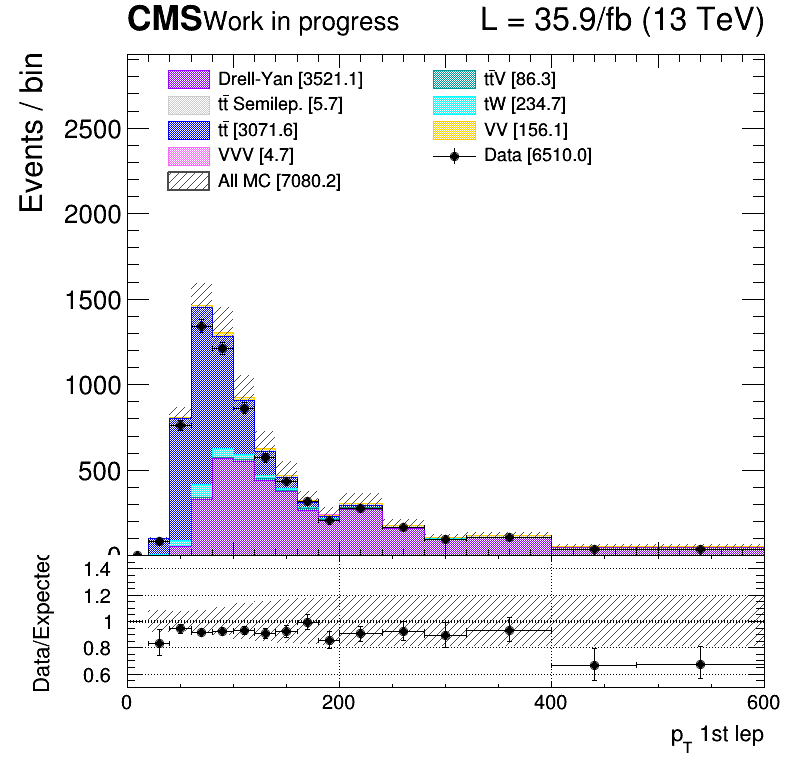 CMS Work in progress L = 35.9/fb (13 TeV)
Events / bin
Drell-Yan [3521.1]
tt̄ Semilep. [5.7]
tt̄ [3071.6]
VVV [4.7]
All MC [7080.2]
tt̄V [86.3]
tW [234.7]
VV [156.1]
Data [6510.0]
2500
2000
1500
1000
500
0
Data/Expected
1.4
1.2
1
0.8
0.6
0 200 400 600
p_T 1st lep